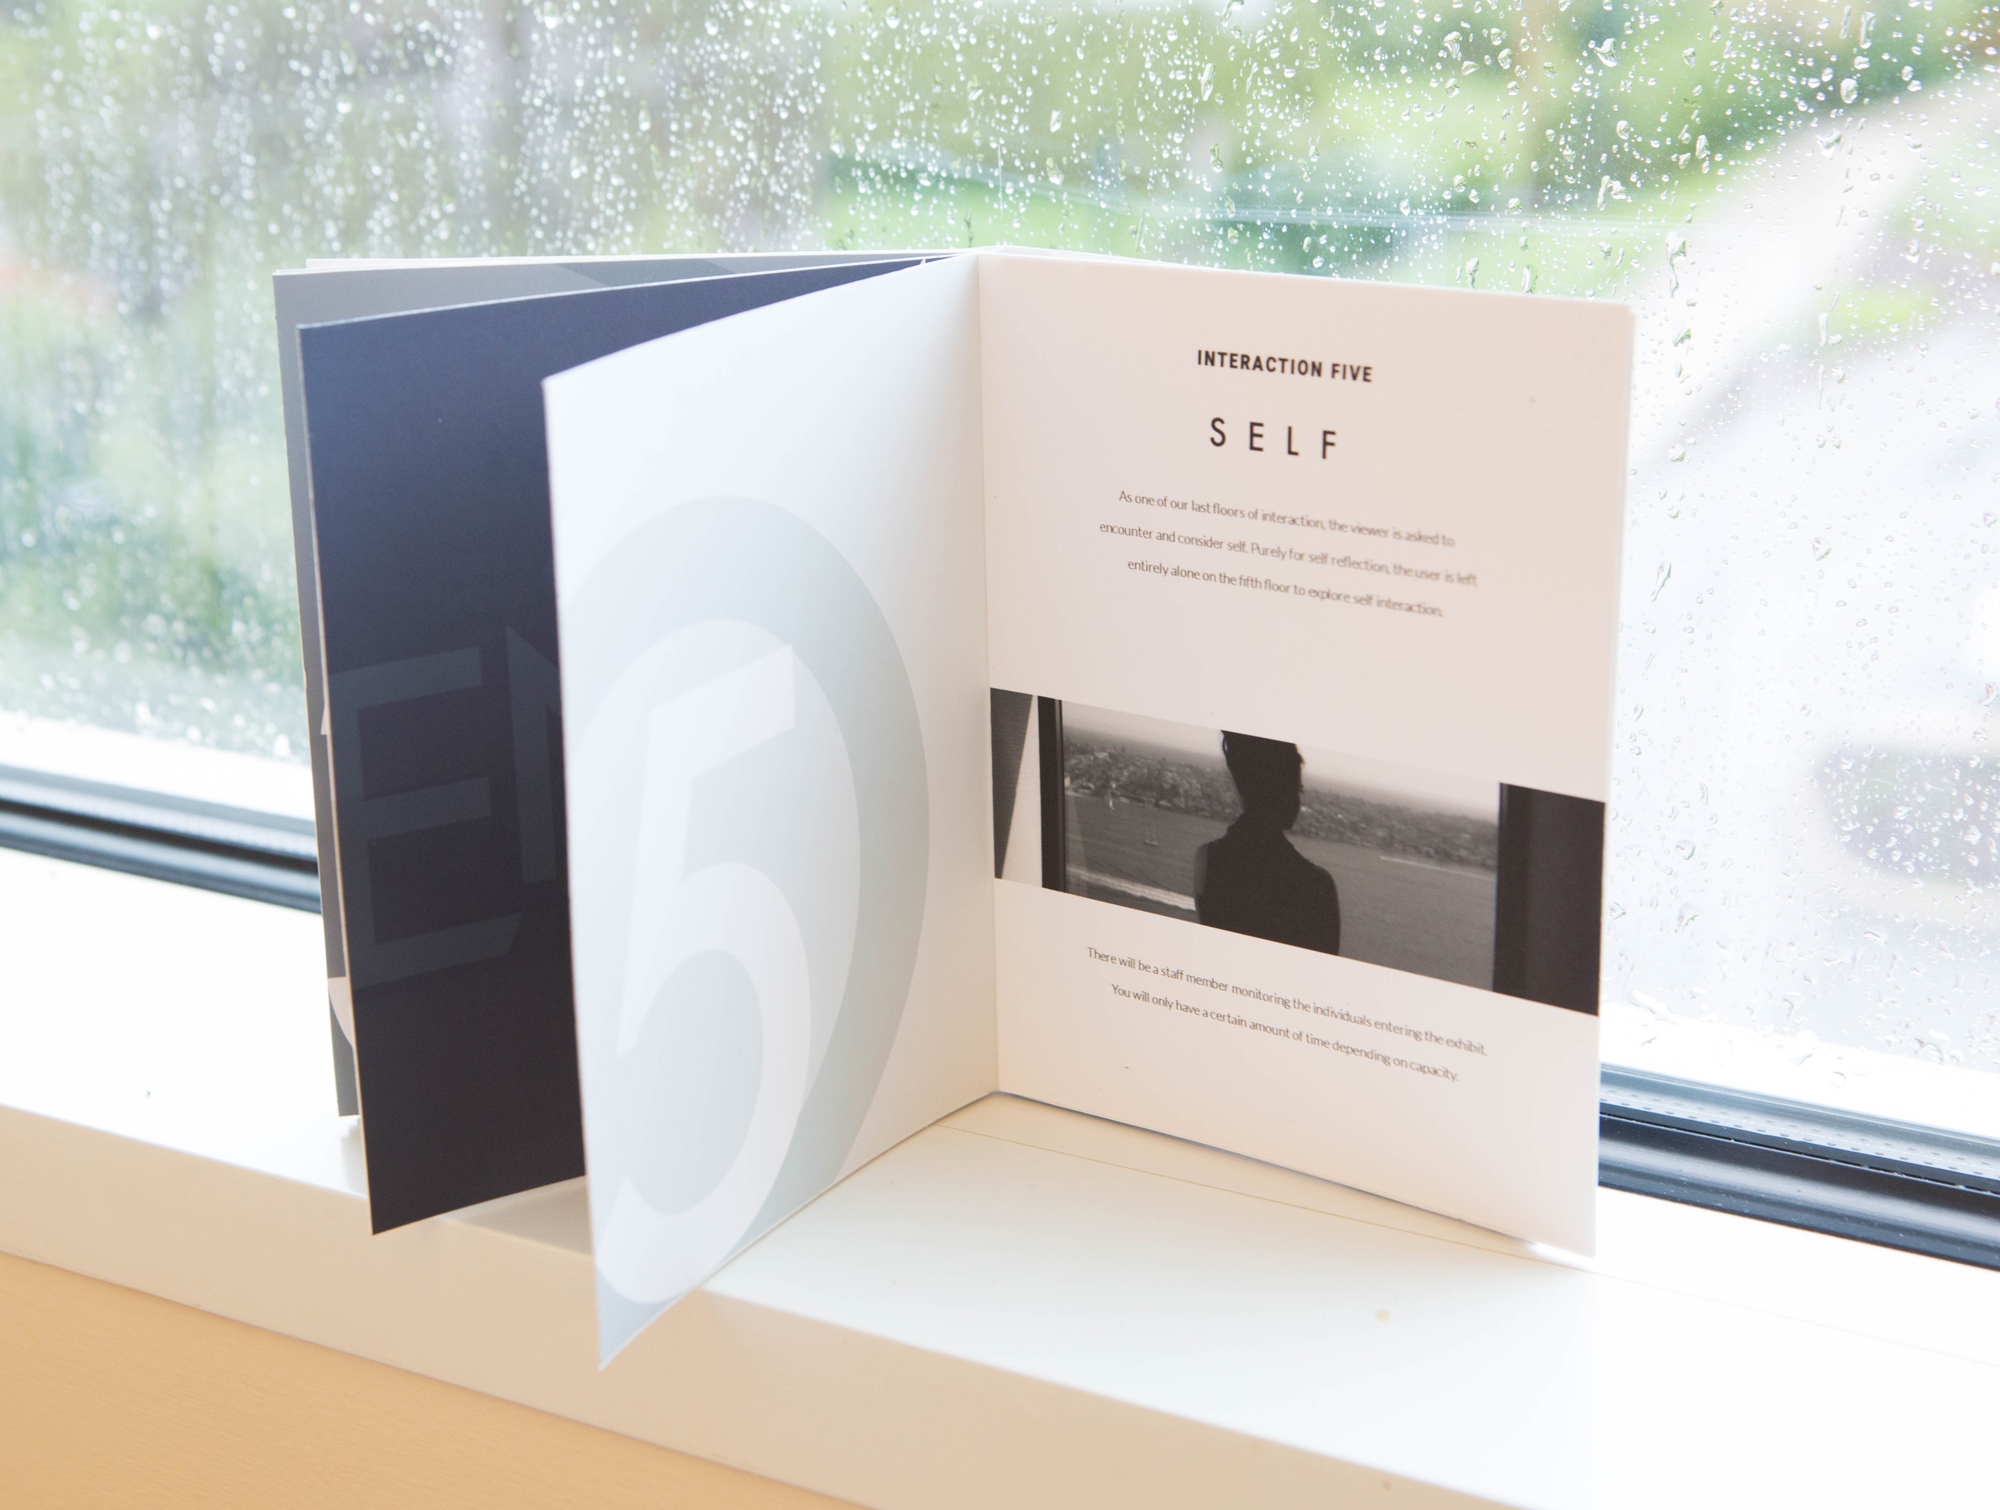 EN
5
INTERACTION FIVE
SELF
As one of our last floors of interaction, the viewer is asked to
encounter and consider self. Purely for self reflection, the user is left
entirely alone on the fifth floor to explore self interaction.
There will be a staff member monitoring the individuals entering the exhibit.
You will only have a certain amount of time depending on capacity.